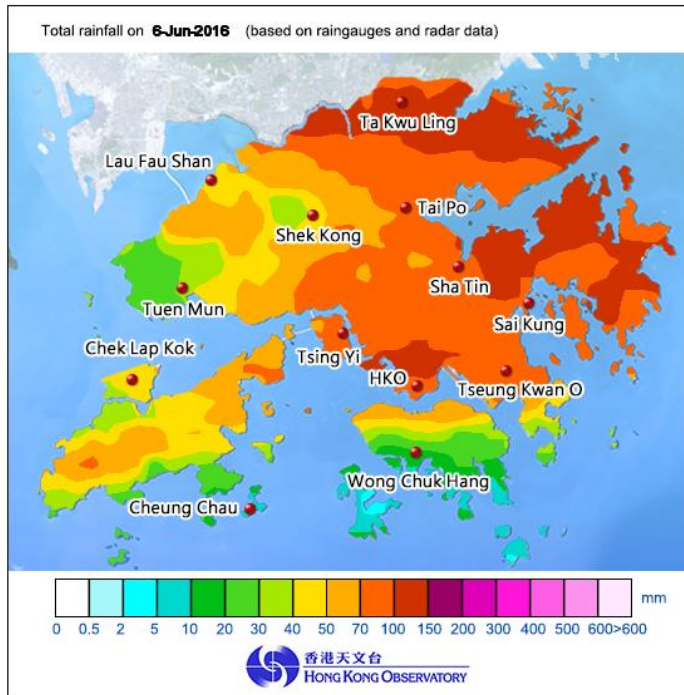 Total rainfall on 6-Jun-2016 (based on raingauges and radar data)
Ta Kwu Ling
Lau Fau Shan
Tai Po
Shek Kong
Sha Tin
Tuen Mun
Sai Kung
Chek Lap Kok
Tsing Yi
HKO
Tseung Kwan O
Wong Chuk Hang
Cheung Chau
mm
0 0.5 2 5 10 20 30 40 50 70 100 150 200 300 400 500 600>600
香港天文台
HONG KONG OBSERVATORY